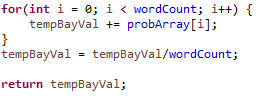 for(int i = 0; i < wordCount; i++) {
    tempBayVal += probArray[i];
}
tempBayVal = tempBayVal/wordCount;
return tempBayVal;